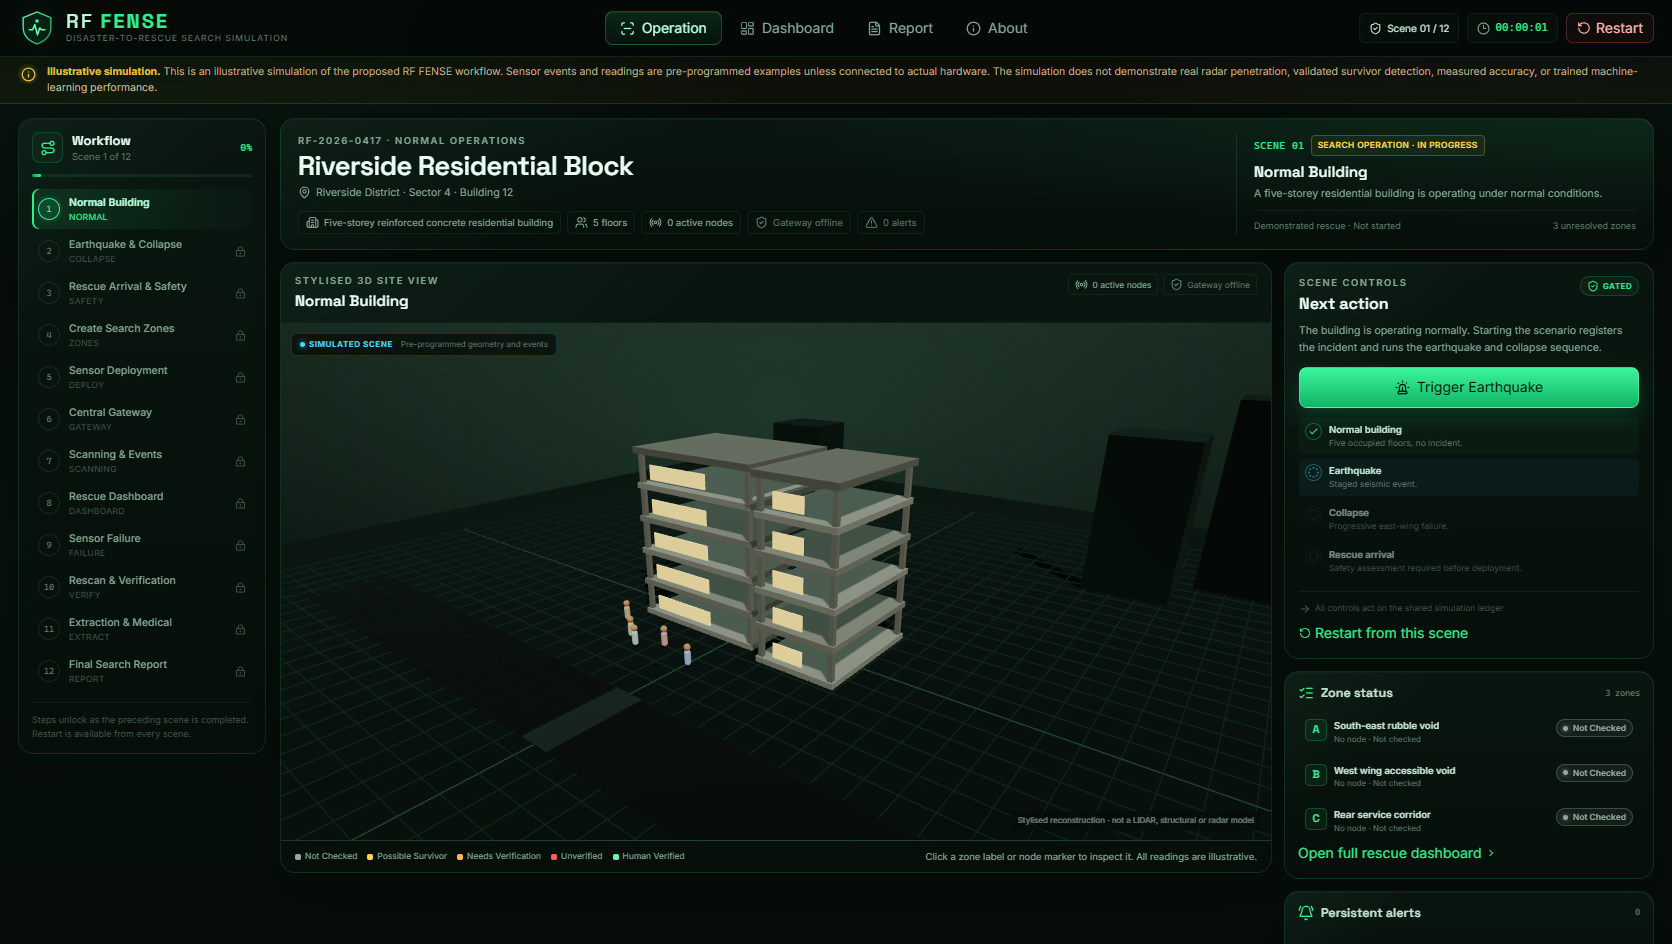 RF FENSE
DISASTER-TO-RESCUE SEARCH SIMULATION
Operation
Dashboard
Report
About
Scene 01 / 12
00:00:01
Restart
Illustrative simulation. This is an illustrative simulation of the proposed RF FENSE workflow. Sensor events and readings are pre-programmed examples unless connected to actual hardware. The simulation does not demonstrate real radar penetration, validated survivor detection, measured accuracy, or trained machine-
learning performance.
Workflow
Scene 1 of 12
0%
1
Normal Building
NORMAL
2
Earthquake & Collapse
COLLAPSE
3
Rescue Arrival & Safety
SAFETY
4
Create Search Zones
ZONES
5
Sensor Deployment
DEPLOY
6
Central Gateway
GATEWAY
7
Scanning & Events
SCANNING
8
Rescue Dashboard
DASHBOARD
9
Sensor Failure
FAILURE
10
Rescan & Verification
VERIFY
11
Extraction & Medical
EXTRACT
12
Final Search Report
REPORT
Steps unlock as the preceding scene is completed.
Restart is available from every scene.
RF-2026-0417 · NORMAL OPERATIONS
Riverside Residential Block
Riverside District · Sector 4 · Building 12
Five-storey reinforced concrete residential building
5 floors
0 active nodes
Gateway offline
0 alerts
SCENE 01
SEARCH OPERATION · IN PROGRESS
Normal Building
A five-storey residential building is operating under normal conditions.
Demonstrated rescue · Not started
3 unresolved zones
STYLISED 3D SITE VIEW
Normal Building
0 active nodes
Gateway offline
SIMULATED SCENE
Pre-programmed geometry and events
Stylised reconstruction · not a LIDAR, structural or radar model
Not Checked
Possible Survivor
Needs Verification
Unverified
Human Verified
Click a zone label or node marker to inspect it. All readings are illustrative.
SCENE CONTROLS
Next action
GATED
The building is operating normally. Starting the scenario registers
the incident and runs the earthquake and collapse sequence.
Trigger Earthquake
Normal building
Five occupied floors, no incident.
Earthquake
Staged seismic event.
Collapse
Progressive east-wing failure.
Rescue arrival
Safety assessment required before deployment.
All controls act on the shared simulation ledger
Restart from this scene
Zone status
3 zones
A
South-east rubble void
No node · Not checked
Not Checked
B
West wing accessible void
No node · Not checked
Not Checked
C
Rear service corridor
No node · Not checked
Not Checked
Open full rescue dashboard
Persistent alerts
0